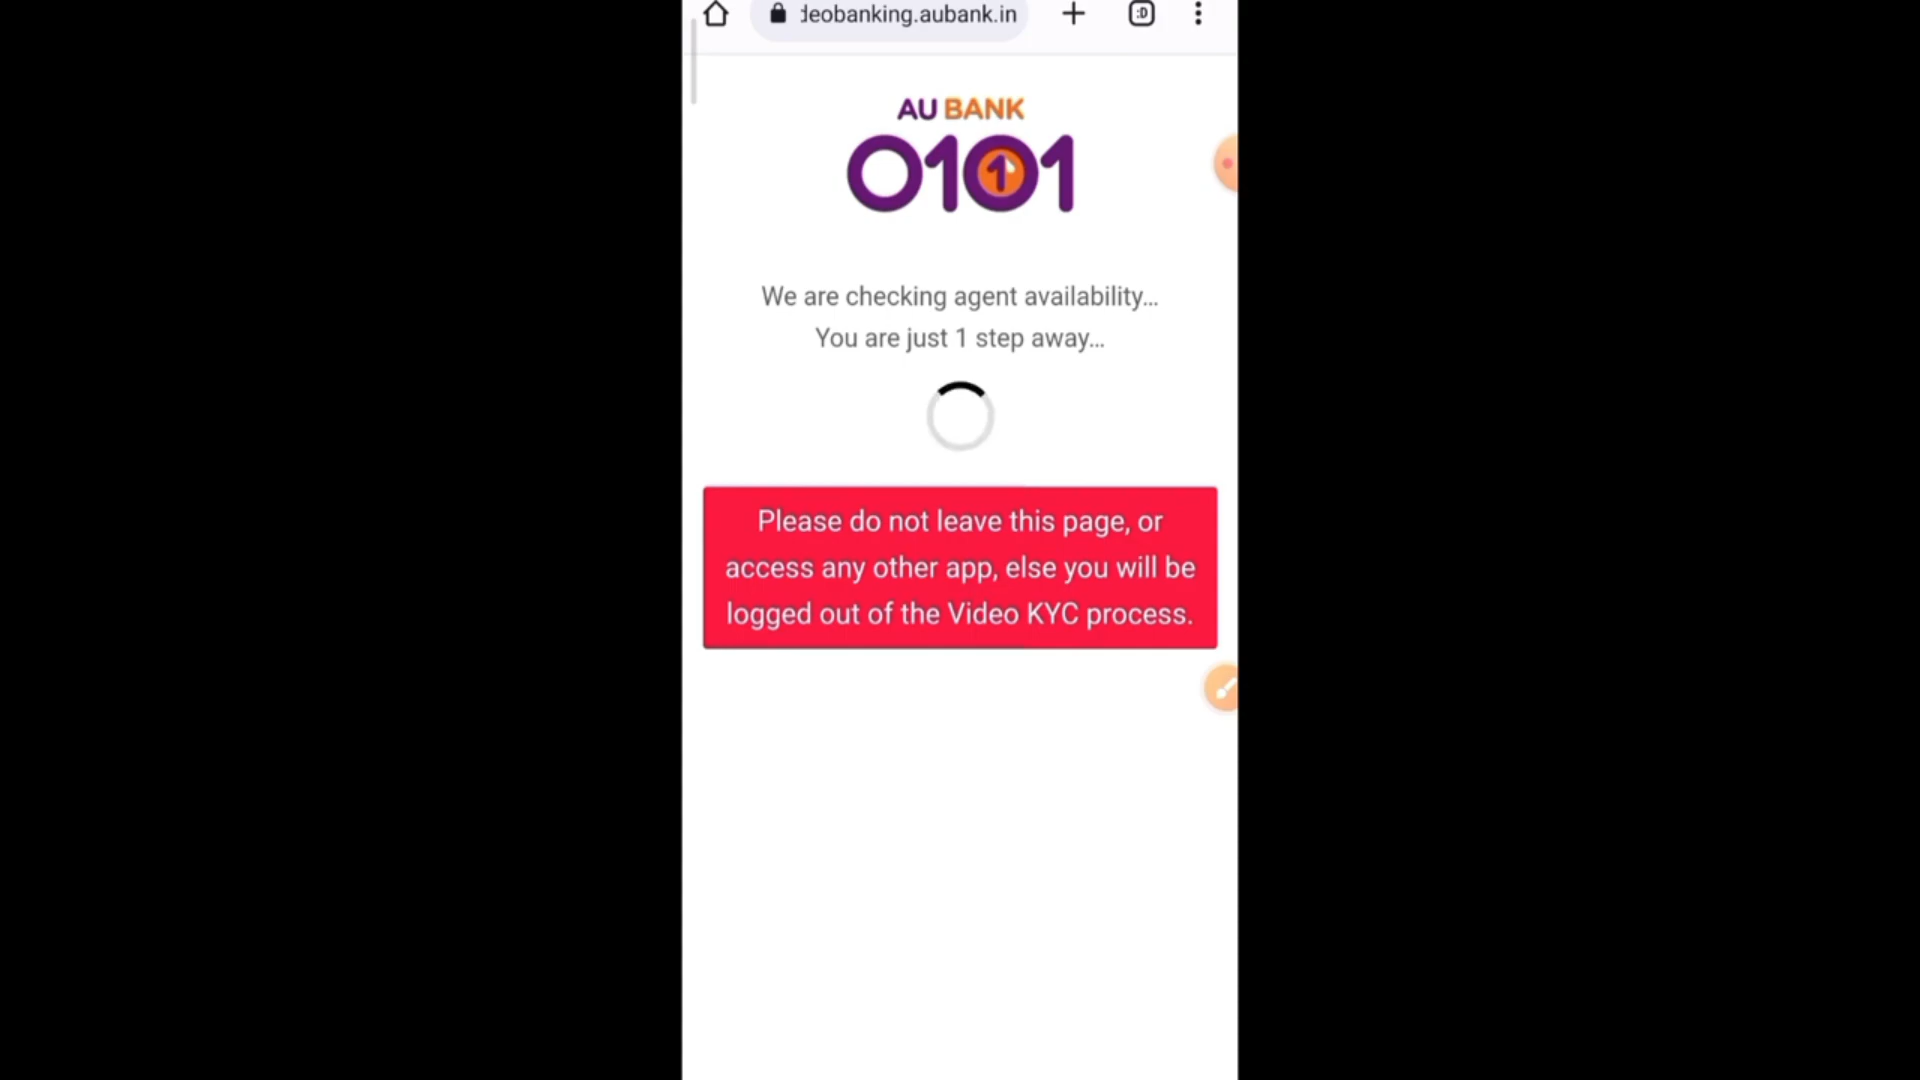 deobanking.aubank.in
:D
AU BANK
0101
We are checking agent availability...
You are just 1 step away...
Please do not leave this page, or
access any other app, else you will be
logged out of the Video KYC process.